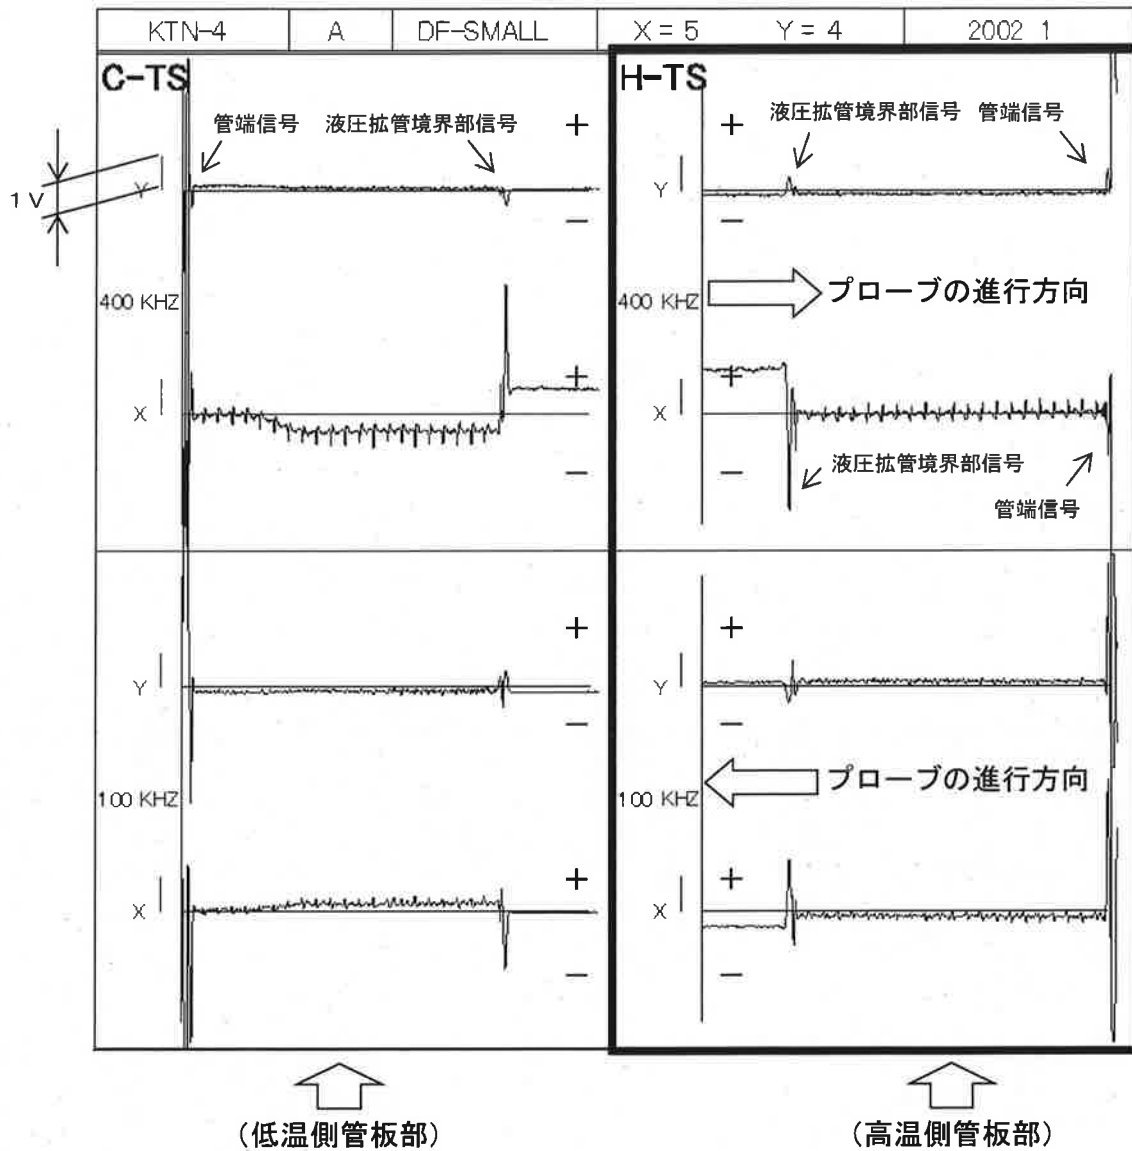 KTN-4 A DF-SMALL X = 5 Y = 4 2002 1
C-TS
管端信号 液圧拡管境界部信号 +
1 V
Y
−
400 KHZ
+
X
−
+
Y
−
100 KHZ
+
X
−
(低温側管板部)
H-TS
+ 液圧拡管境界部信号 管端信号
Y
−
400 KHZ プローブの進行方向
+
X
−
液圧拡管境界部信号
管端信号
+
Y
−
100 KHZ プローブの進行方向
+
X
−
(高温側管板部)